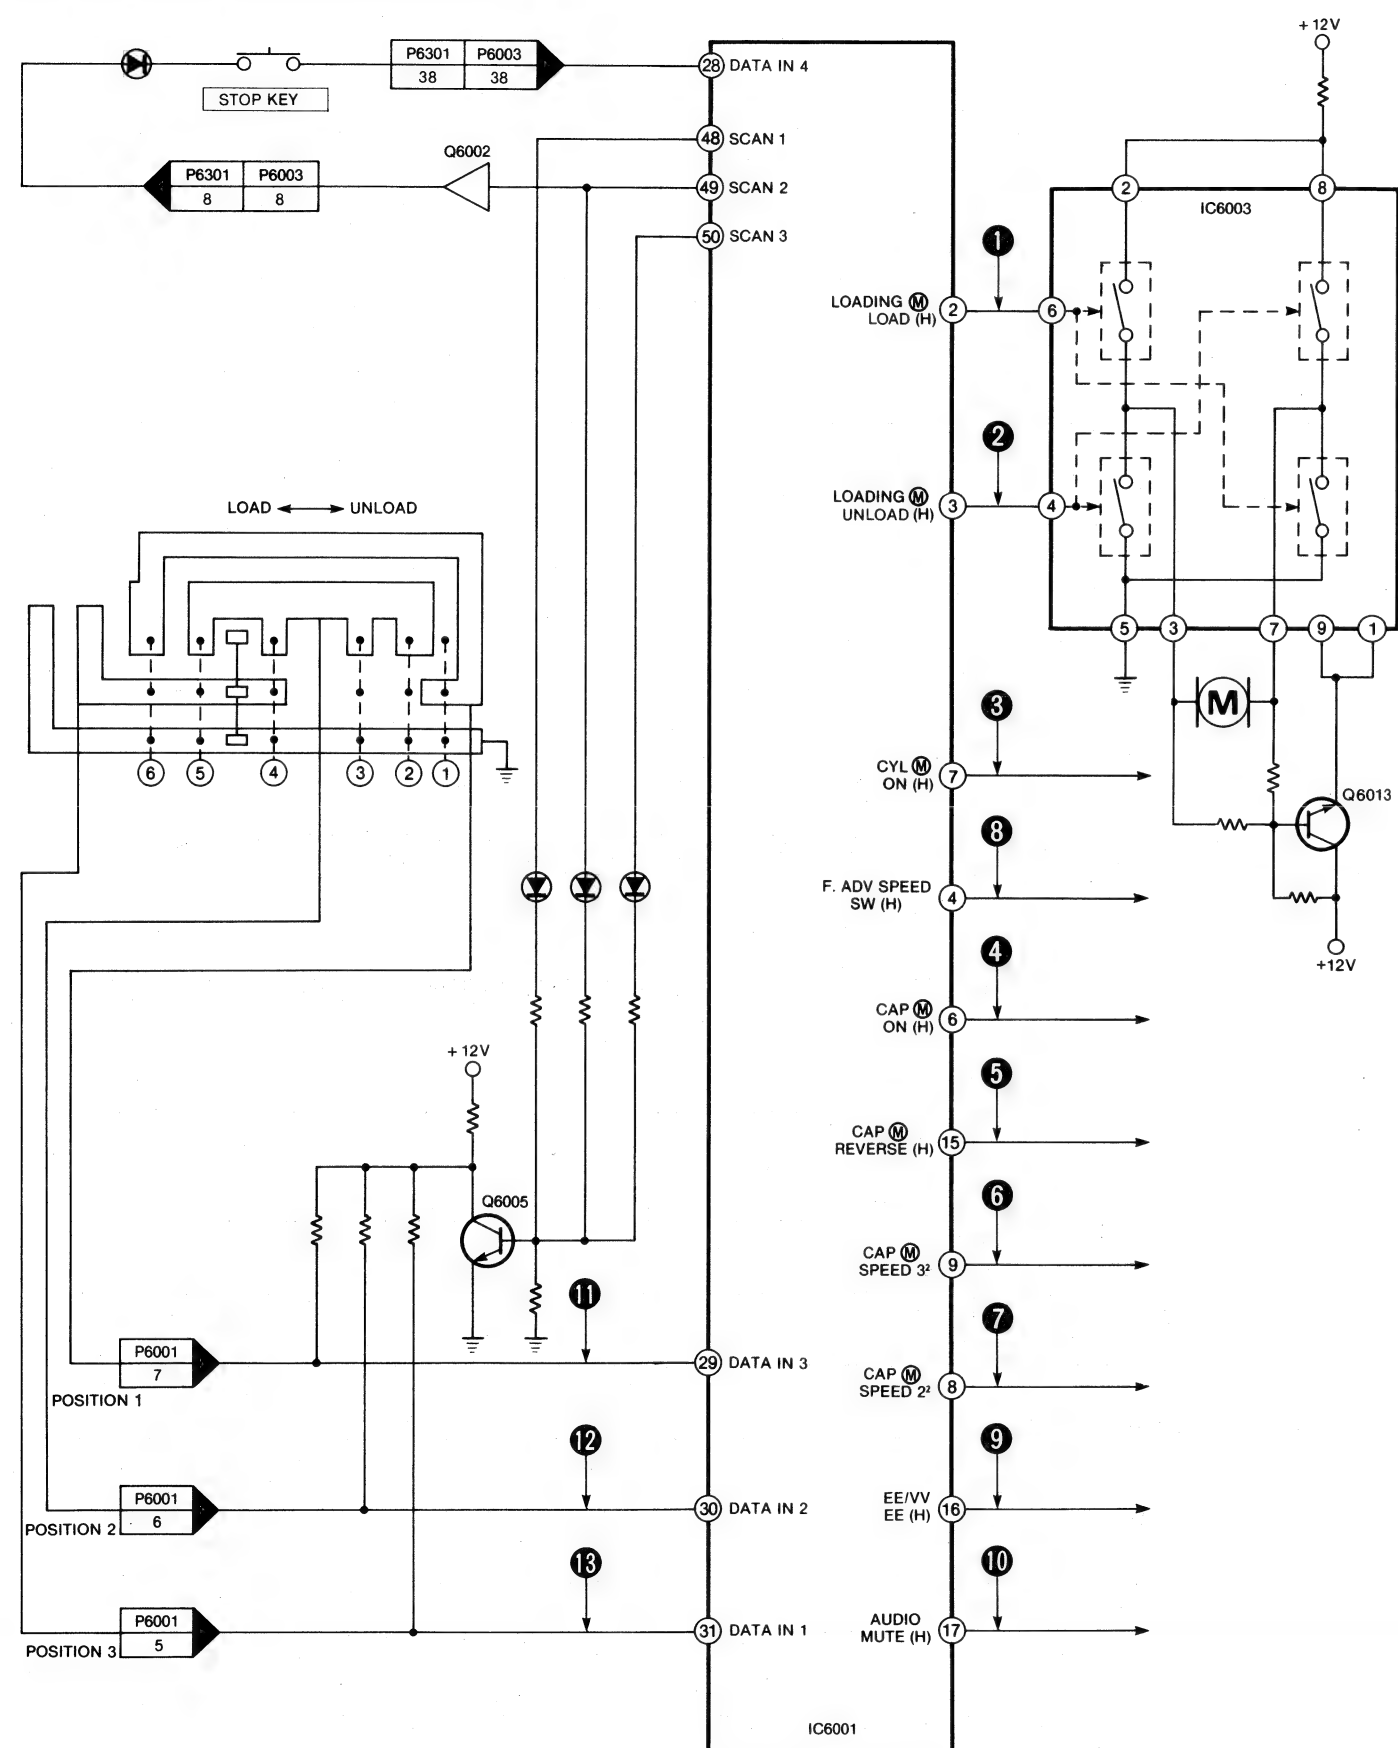 +12V
P6301 P6003
38 38
28 DATA IN 4
STOP KEY
48 SCAN 1
Q6002
P6301 P6003
8 8
49 SCAN 2
50 SCAN 3
2 8
IC6003
1
LOADING M
LOAD (H)
2 6
2
LOADING M
UNLOAD (H)
3 4
LOAD UNLOAD
5 3 7 9 1
M
6 5 4 3 2 1
3
CYL M
ON (H)
7
Q6013
8
F. ADV SPEED
SW (H)
4
+12V
4
CAP M
ON (H)
6
+12V
5
CAP M
REVERSE (H)
15
Q6005
6
CAP M
SPEED 3²
9
11
P6001
7
POSITION 1
29 DATA IN 3
7
CAP M
SPEED 2²
8
12
P6001
6
POSITION 2
30 DATA IN 2
9
EE/VV
EE (H)
16
13
P6001
5
POSITION 3
31 DATA IN 1
10
AUDIO
MUTE (H)
17
IC6001